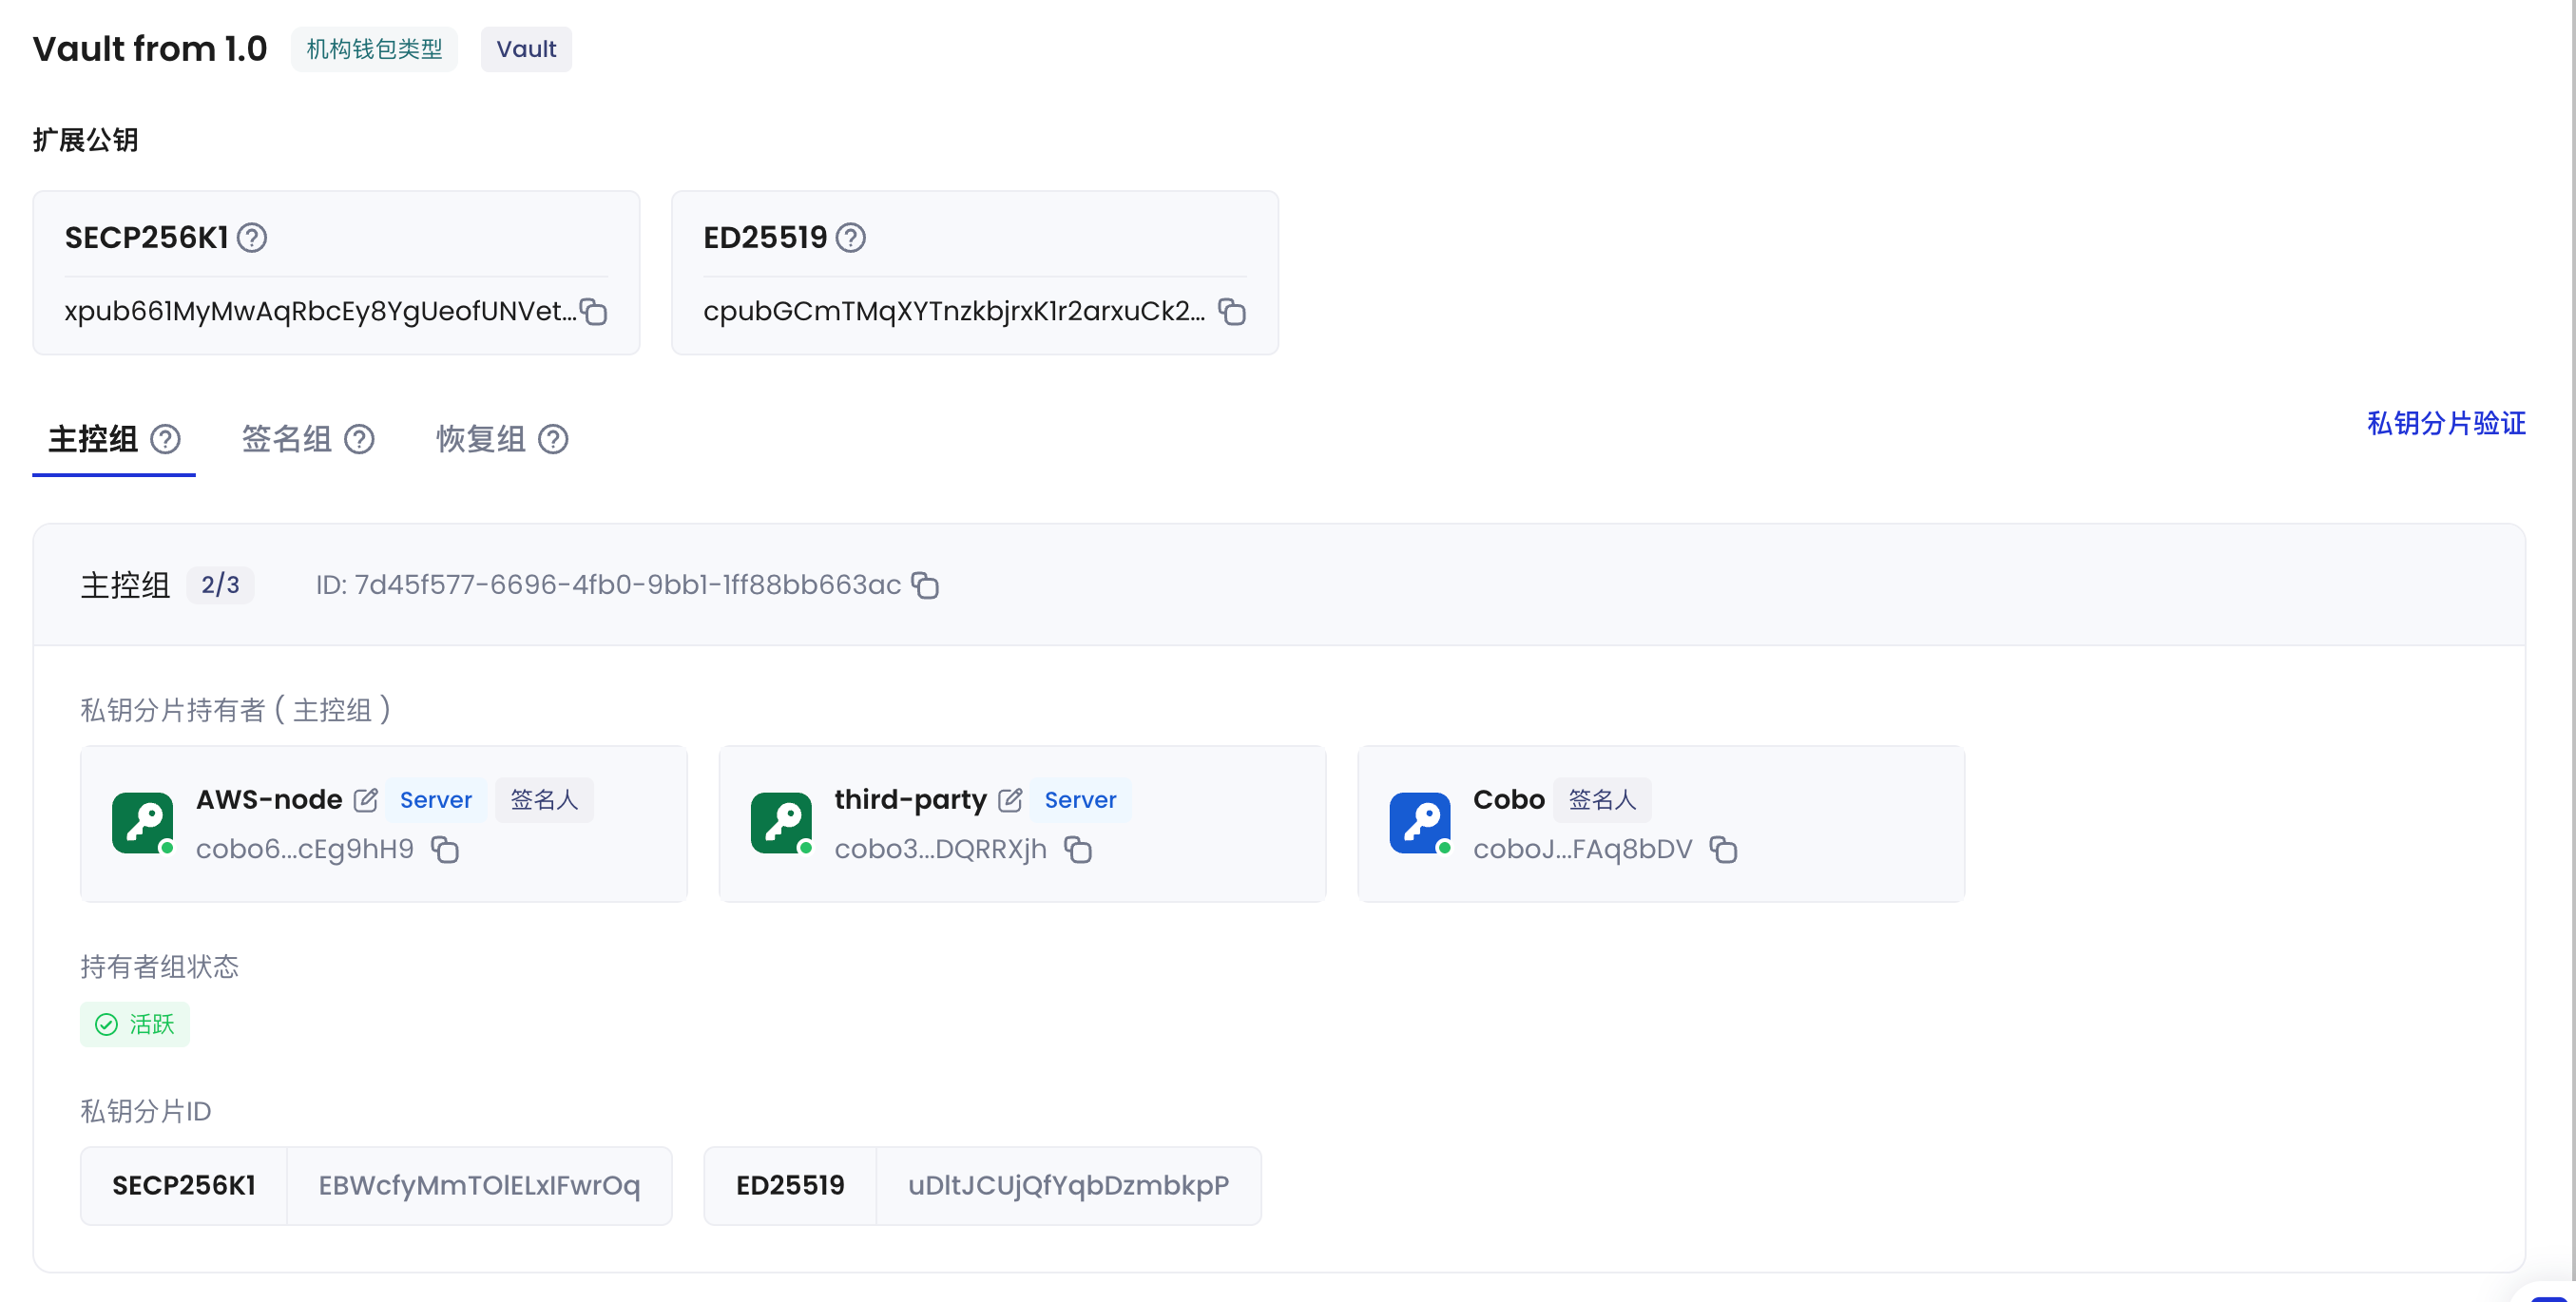 Vault from 1.0 机构钱包类型 Vault
扩展公钥
SECP256K1
xpub661MyMwAqRbcEy8YgUeofUNVet...
ED25519
cpubGCmTMqXYTnzkbjrxK1r2arxuCk2...
主控组 签名组 恢复组 私钥分片验证
主控组 2/3 ID: 7d45f577-6696-4fb0-9bb1-1ff88bb663ac
私钥分片持有者 ( 主控组 )
AWS-node Server 签名人
cobo6...cEg9hH9
third-party Server
cobo3...DQRRXjh
Cobo 签名人
coboJ...FAq8bDV
持有者组状态
活跃
私钥分片ID
SECP256K1 EBWcfyMmTOlELxIFwrOq
ED25519 uDltJCUjQfYqbDzmbkpP